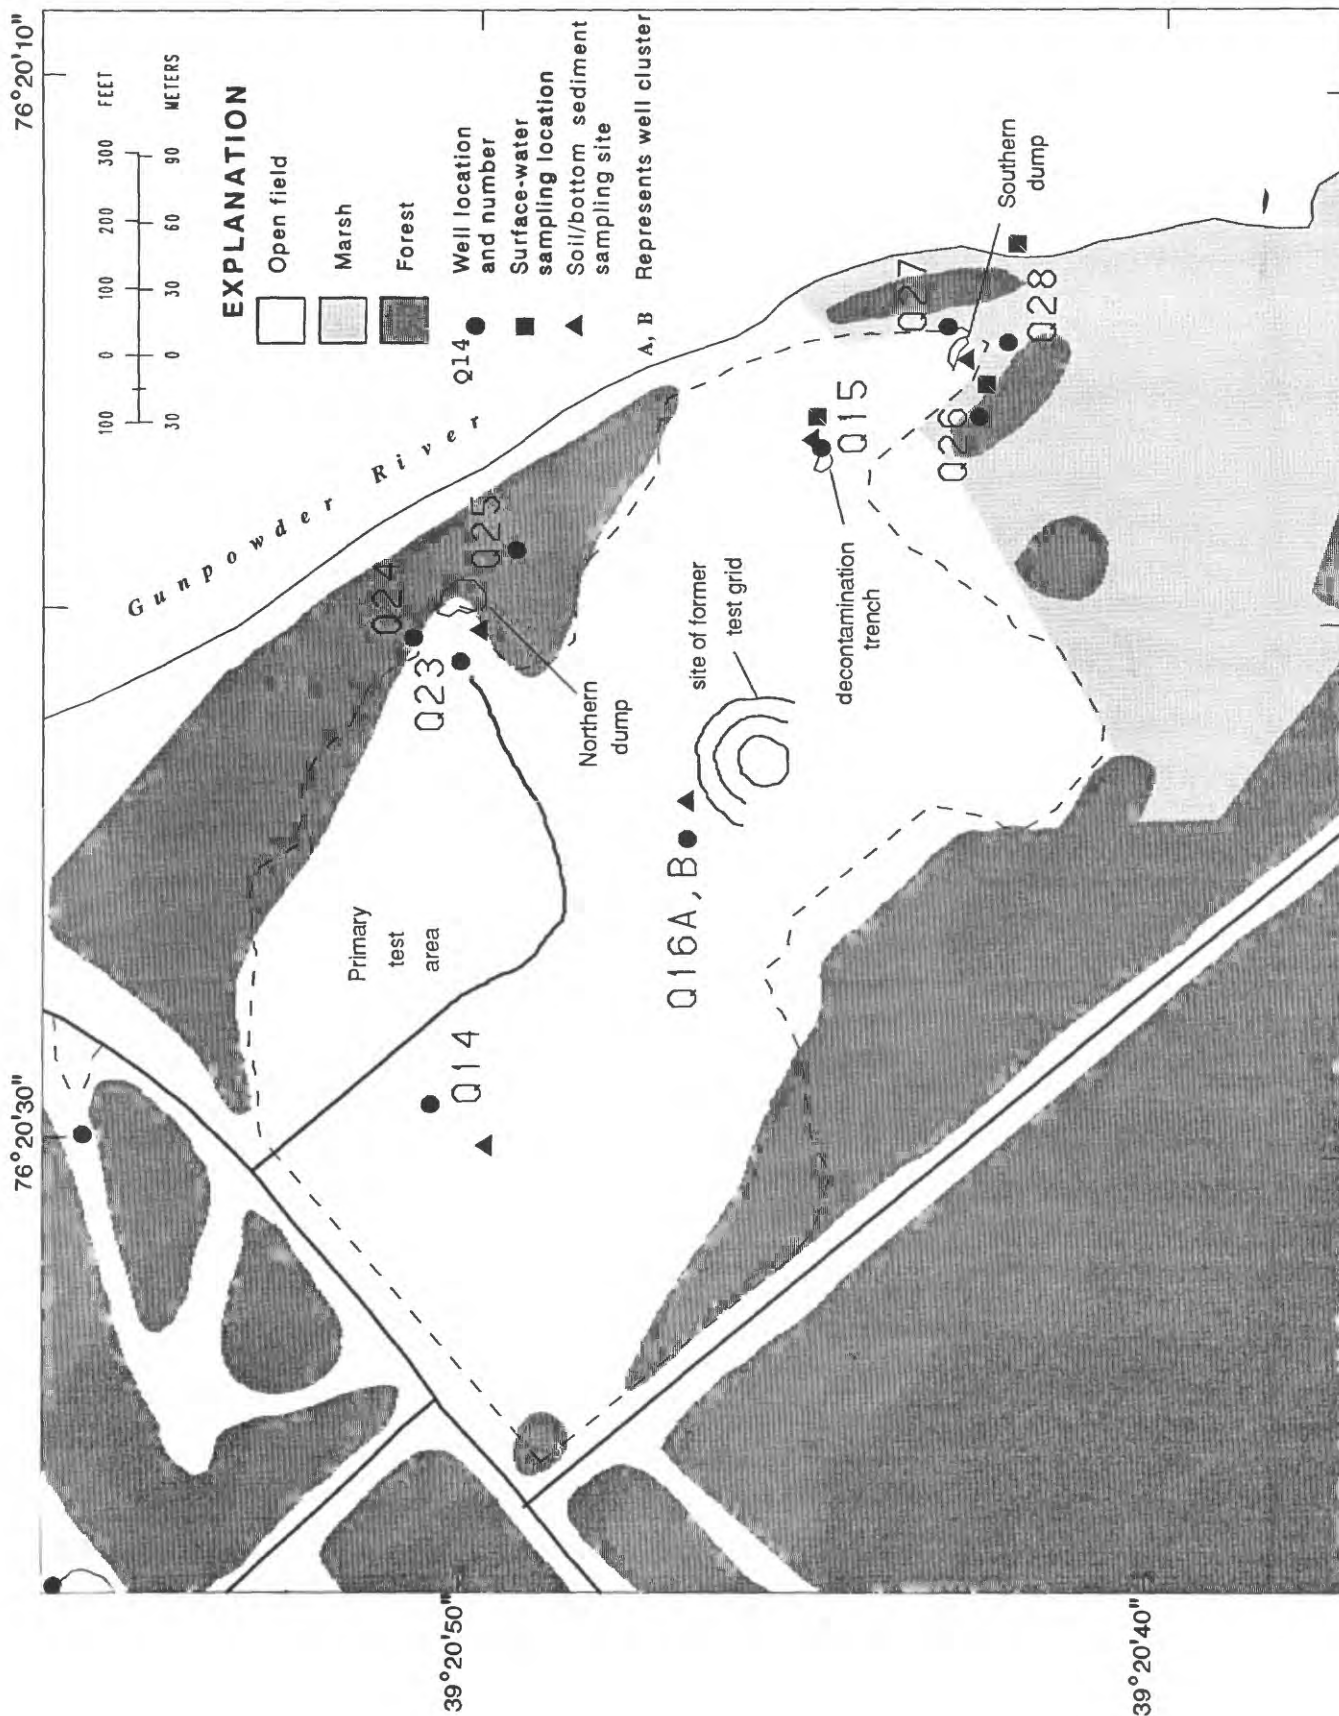 76°20'30"
76°20'10"
39°20'50"
39°20'40"
100 0 100 200 300 FEET
30 0 30 60 90 METERS
EXPLANATION
Open field
Marsh
Forest
Q14
Well location
and number
Surface-water
sampling location
Soil/bottom sediment
sampling site
A, B Represents well cluster
Gunpowder River
Primary
test
area
Q14
Q23
Q24
Q25
Northern
dump
Q16A, B
site of former
test grid
decontamination
trench
Q15
Q26
Q27
Q28
Southern
dump